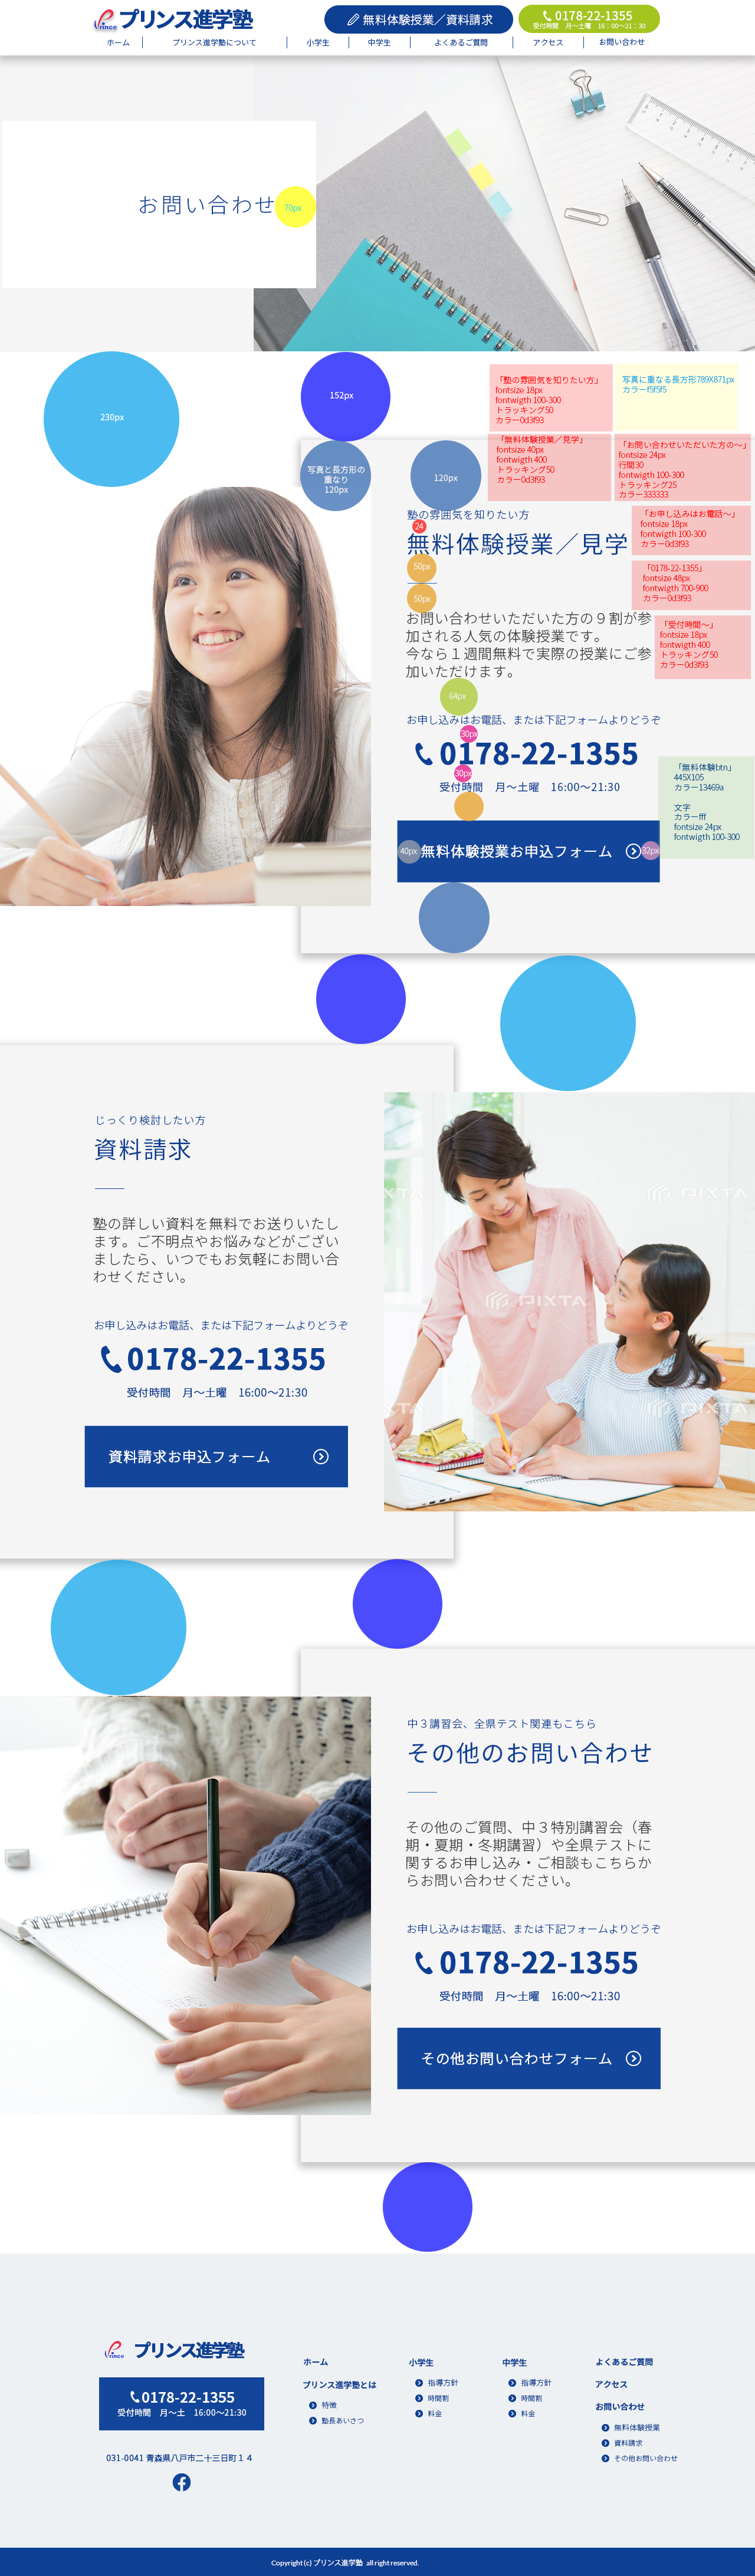 プリンス進学塾
rince
無料体験授業／資料請求
0178-22-1355
受付時間　月～土曜　16：00～21：30
ホーム
プリンス進学塾について
小学生
中学生
よくあるご質問
アクセス
お問い合わせ
お問い合わせ
70px
230px
152px
「塾の雰囲気を知りたい方」
fontsize 18px
fontwigth 100-300
トラッキング50
カラー0d3f93
写真に重なる長方形789X871px
カラーf5f5f5
「無料体験授業／見学」
fontsize 40px
fontwigth 400
トラッキング50
カラー0d3f93
「お問い合わせいただいた方の～」
fontsize 24px
行間30
fontwigth 100-300
トラッキング25
カラー333333
写真と長方形の
重なり
120px
120px
「お申し込みはお電話～」
fontsize 18px
fontwigth 100-300
カラー0d3f93
「0178-22-1355」
fontsize 48px
fontwigth 700-900
カラー0d3f93
「受付時間～」
fontsize 18px
fontwigth 400
トラッキング50
カラー0d3f93
塾の雰囲気を知りたい方
24
無料体験授業／見学
50px
50px
お問い合わせいただいた方の９割が参
加される人気の体験授業です。
今なら１週間無料で実際の授業にご参
加いただけます。
64px
お申し込みはお電話、または下記フォームよりどうぞ
30px
0178-22-1355
30px
受付時間　月～土曜　16:00～21:30
「無料体験btn」
445X105
カラー13469a
文字
カラーfff
fontsize 24px
fontwigth 100-300
40px
無料体験授業お申込フォーム
32px
じっくり検討したい方
資料請求
塾の詳しい資料を無料でお送りいたし
ます。ご不明点やお悩みなどがござい
ましたら、いつでもお気軽にお問い合
わせください。
お申し込みはお電話、または下記フォームよりどうぞ
0178-22-1355
受付時間　月～土曜　16:00～21:30
資料請求お申込フォーム
PIXTA
PIXTA
中３講習会、全県テスト関連もこちら
その他のお問い合わせ
その他のご質問、中３特別講習会（春
期・夏期・冬期講習）や全県テストに
関するお申し込み・ご相談もこちらか
らお問い合わせください。
お申し込みはお電話、または下記フォームよりどうぞ
0178-22-1355
受付時間　月～土曜　16:00～21:30
その他お問い合わせフォーム
rince
プリンス進学塾
0178-22-1355
受付時間　月～土　16:00～21:30
031-0041 青森県八戸市二十三日町１４
ホーム
プリンス進学塾とは
特徴
塾長あいさつ
小学生
指導方針
時間割
料金
中学生
指導方針
時間割
料金
よくあるご質問
アクセス
お問い合わせ
無料体験授業
資料請求
その他お問い合わせ
Copyright (c) プリンス進学塾 all right reserved.